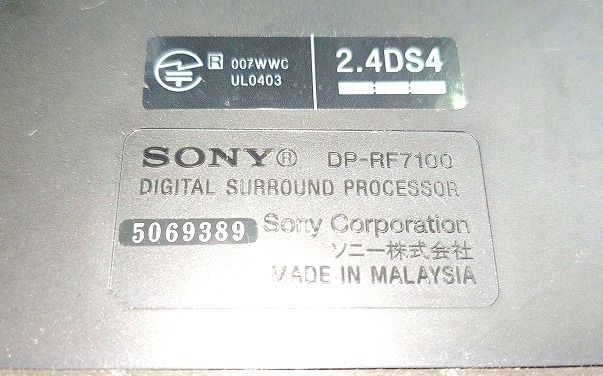 R 007WWC
UL0403
2.4DS4
SONY® DP-RF7100
DIGITAL SURROUND PROCESSOR
5069389 Sony Corporation
ソニー株式会社
MADE IN MALAYSIA